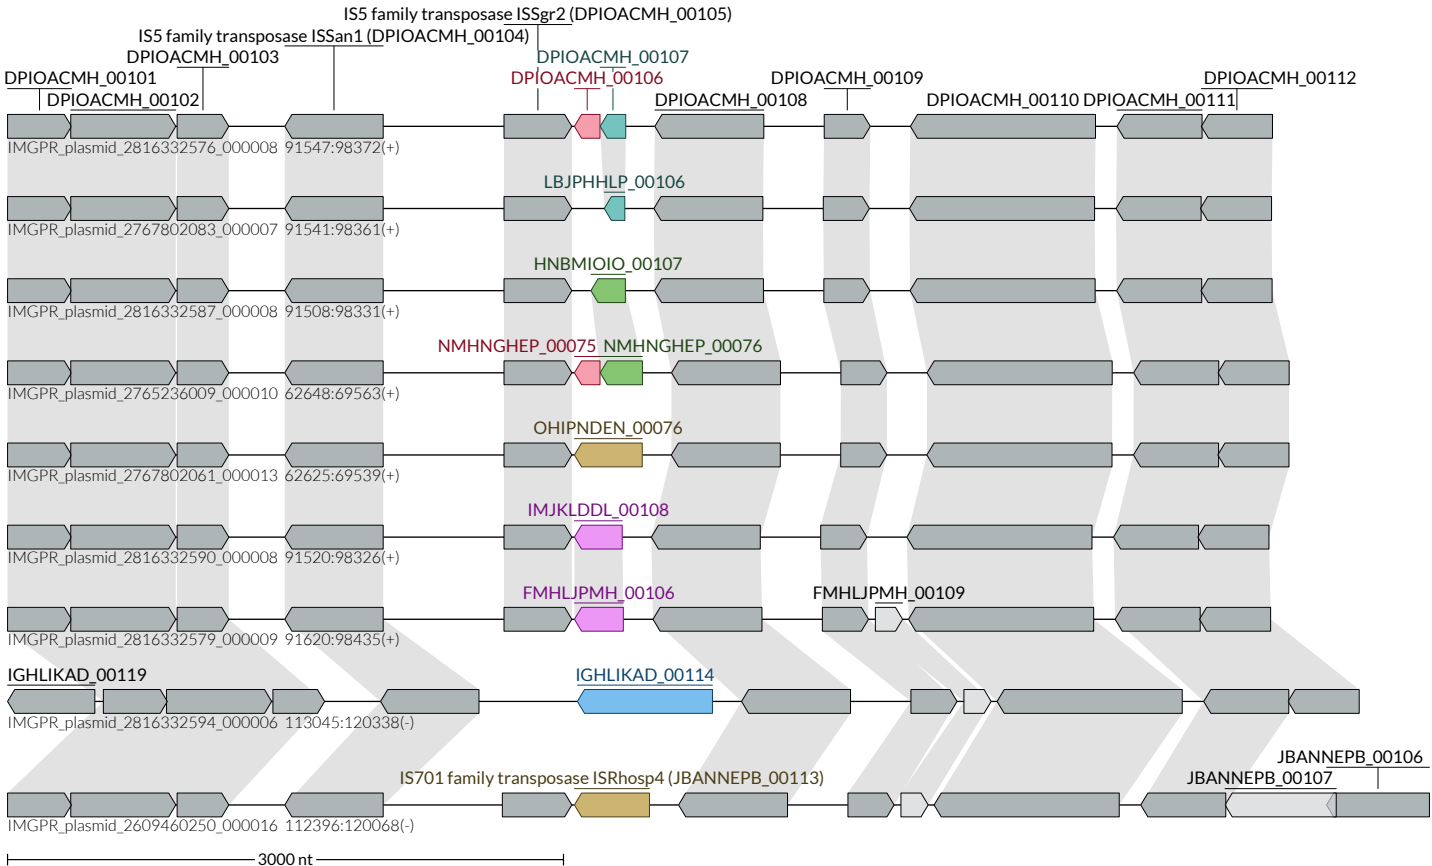 IS5 family transposase ISSgr2 (DPIOACMH_00105)
IS5 family transposase ISSan1 (DPIOACMH_00104)
DPIOACMH_00103 DPIOACMH_00107
DPIOACMH_00101 DPIOACMH_00106 DPIOACMH_00109 DPIOACMH_00112
DPIOACMH_00102 DPIOACMH_00108 DPIOACMH_00110 DPIOACMH_00111
IMGPR_plasmid_2816332576_000008 91547:98372(+)
LBJPHHLP_00106
IMGPR_plasmid_2767802083_000007 91541:98361(+)
HNBMIOIO_00107
IMGPR_plasmid_2816332587_000008 91508:98331(+)
NMHNGHEP_00075 NMHNGHEP_00076
IMGPR_plasmid_2765236009_000010 62648:69563(+)
OHIPNDEN_00076
IMGPR_plasmid_2767802061_000013 62625:69539(+)
IMJKLDDL_00108
IMGPR_plasmid_2816332590_000008 91520:98326(+)
FMHLJPMH_00106 FMHLJPMH_00109
IMGPR_plasmid_2816332579_000009 91620:98435(+)
IGHLIKAD_00119 IGHLIKAD_00114
IMGPR_plasmid_2816332594_000006 113045:120338(-)
JBANNEPB_00106
IS701 family transposase ISRhosp4 (JBANNEPB_00113) JBANNEPB_00107
IMGPR_plasmid_2609460250_000016 112396:120068(-)
3000 nt